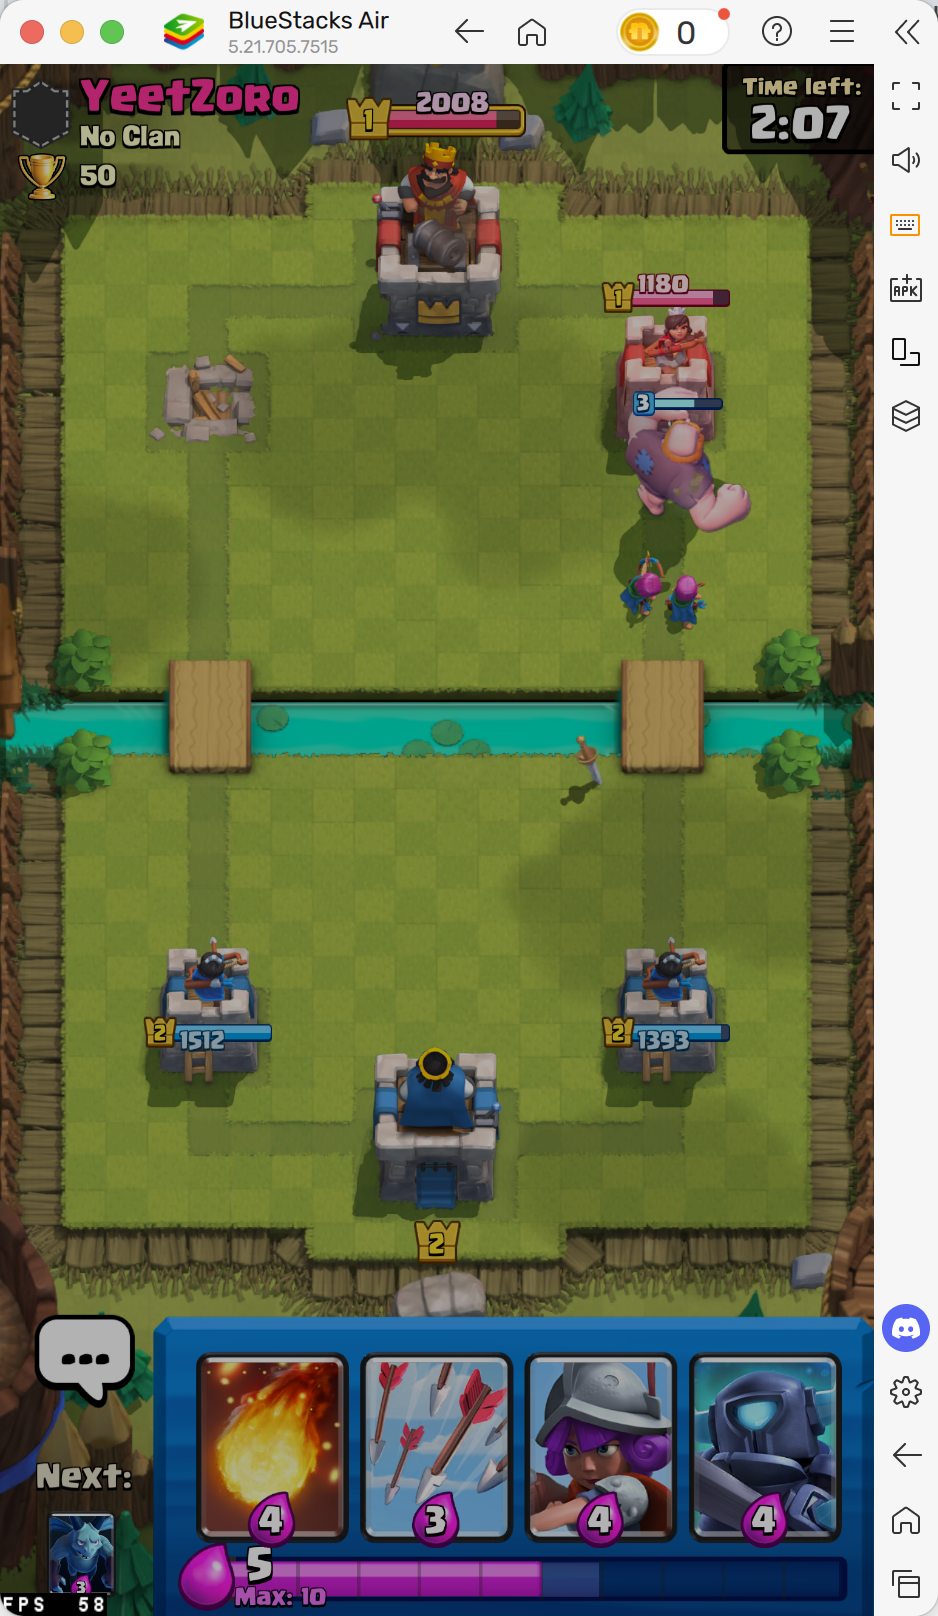 BlueStacks Air
5.21.705.7515
0
YeetZoro
No Clan
50
1
2008
Time left:
2:07
APK
1
1180
3
2
1512
2
1393
2
...
Next:
3
4
3
4
4
5
Max: 10
FPS 58